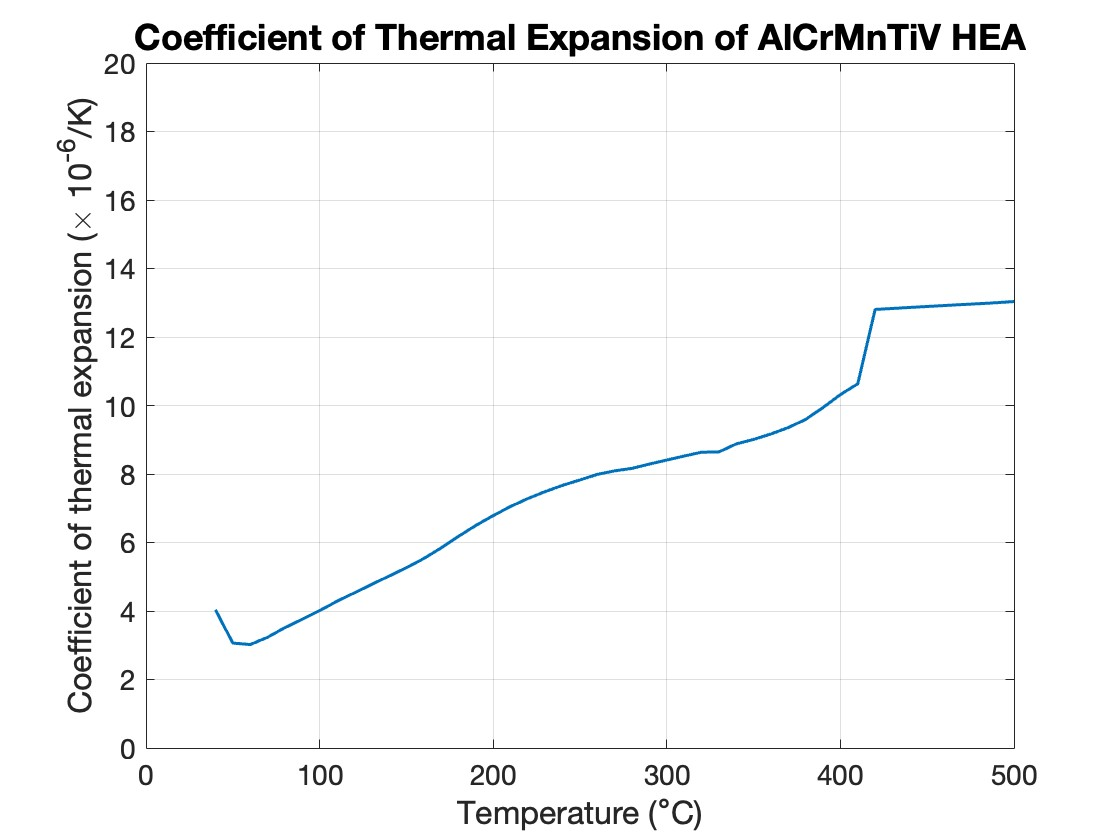 Coefficient of Thermal Expansion of AlCrMnTiV HEA
Coefficient of thermal expansion (× 10⁻⁶/K)
20
18
16
14
12
10
8
6
4
2
0
0 100 200 300 400 500
Temperature (°C)